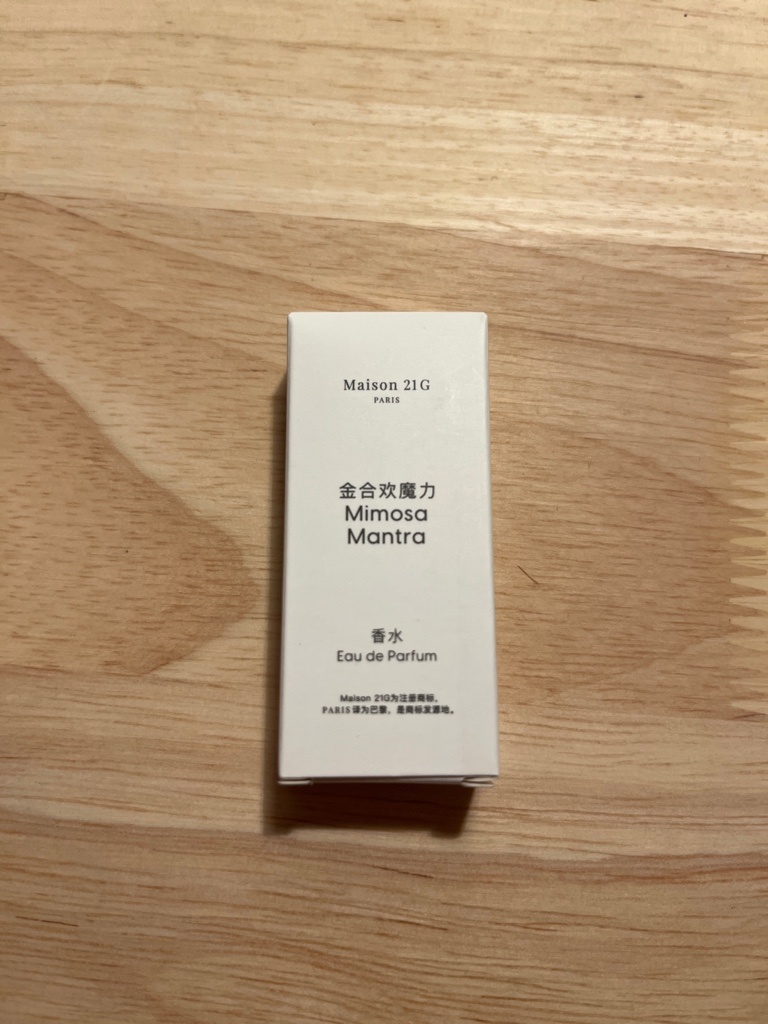 Maison 21G
PARIS
金合欢魔力
Mimosa
Mantra
香水
Eau de Parfum
Maison 21G为注册商标，
PARIS译为巴黎，是商标发源地。